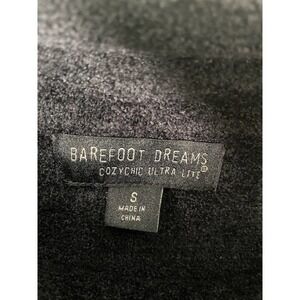 BAREFOOT DREAMS®
COZYCHIC ULTRA LITE
S
MADE IN
CHINA